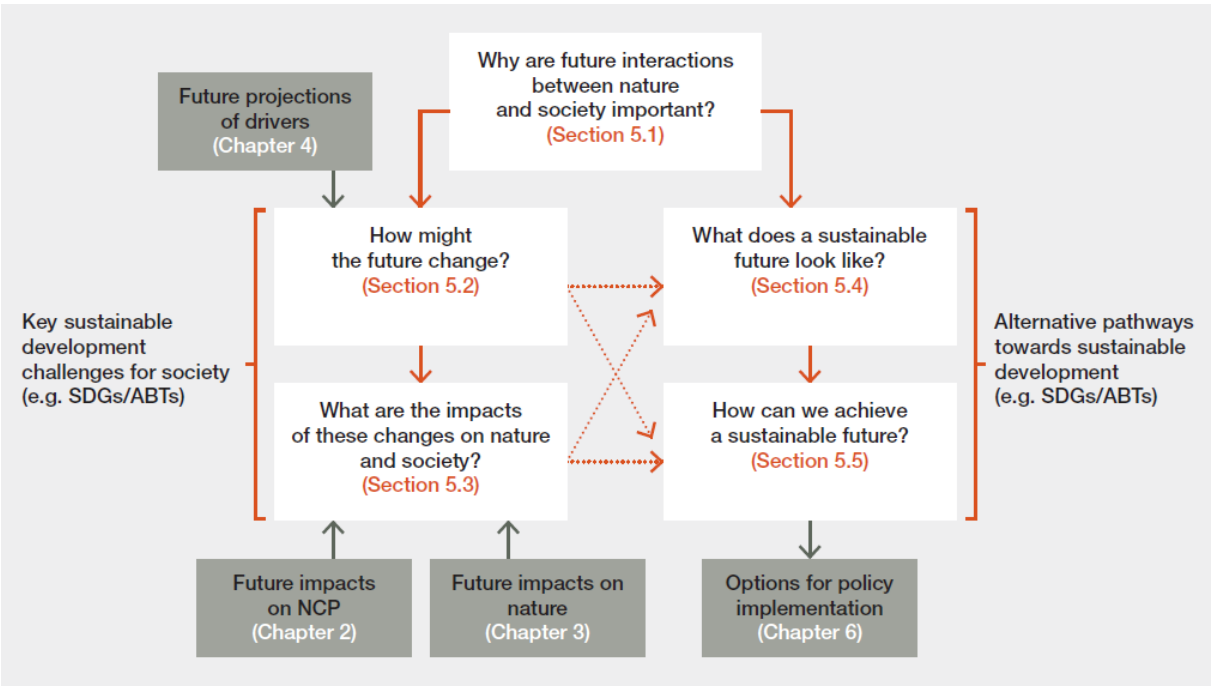 Why are future interactions
between nature
and society important?
(Section 5.1)
Future projections
of drivers
(Chapter 4)
How might
the future change?
(Section 5.2)
What does a sustainable
future look like?
(Section 5.4)
Key sustainable
development
challenges for society
(e.g. SDGs/ABTs)
Alternative pathways
towards sustainable
development
(e.g. SDGs/ABTs)
What are the impacts
of these changes on nature
and society?
(Section 5.3)
How can we achieve
a sustainable future?
(Section 5.5)
Future impacts
on NCP
(Chapter 2)
Future impacts on
nature
(Chapter 3)
Options for policy
implementation
(Chapter 6)